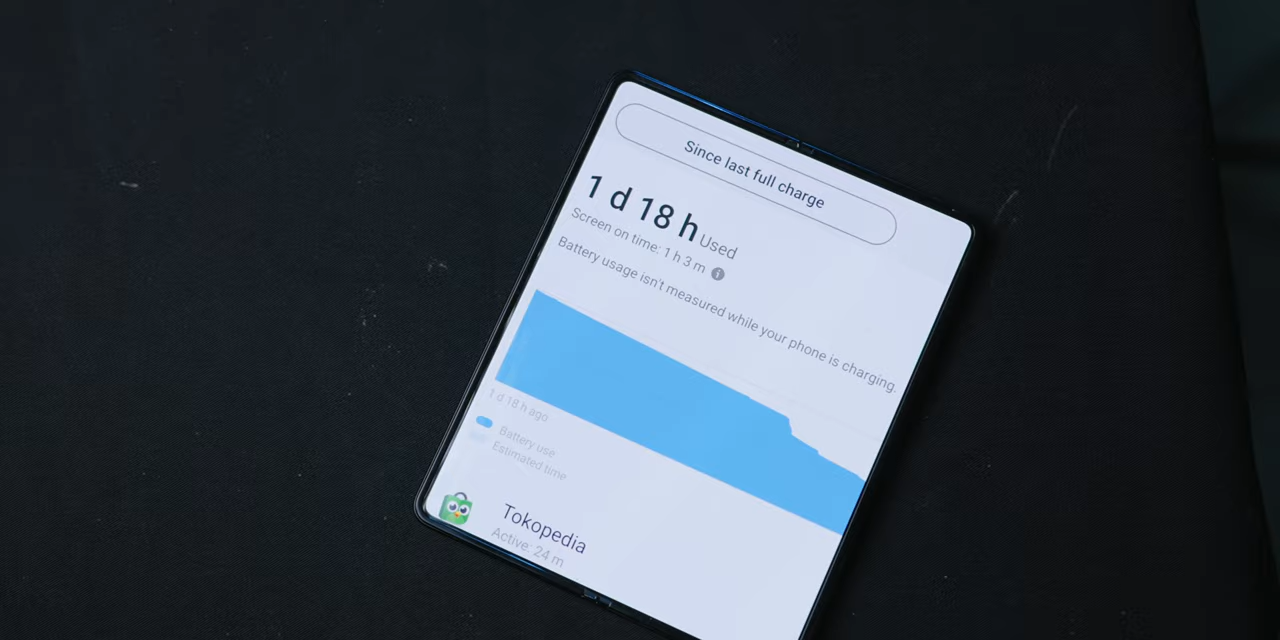 Since last full charge
1 d 18 h Used
Screen on time: 1 h 3 m
Battery usage isn't measured while your phone is charging.
1 d 18 h ago
Battery use
Estimated time
Tokopedia
Active: 24 m